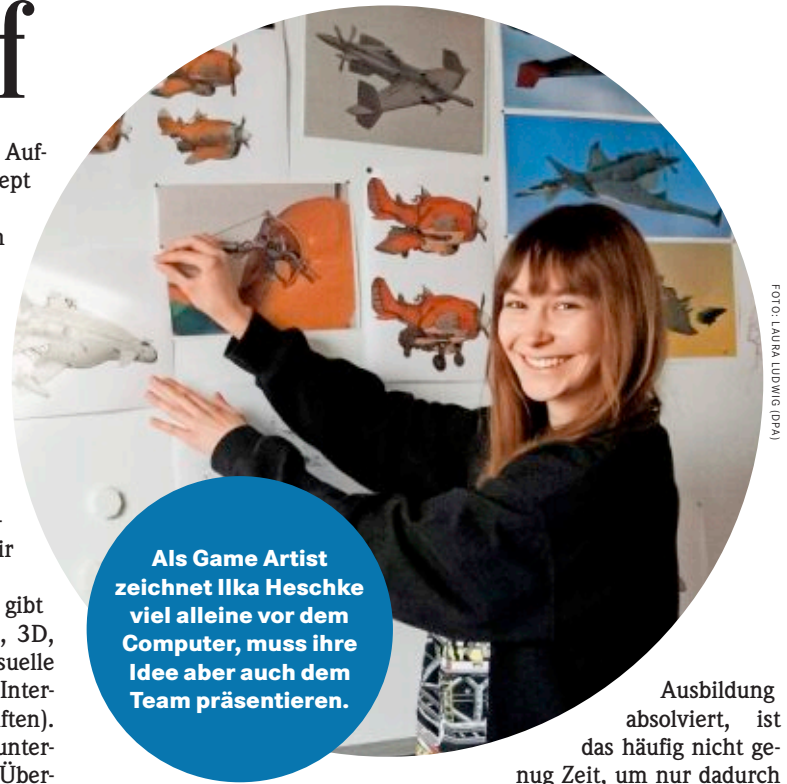 f
Auf-
ept
n
-
ir
gibt
, 3D,
suelle
Inter-
ften).
unter-
Über-
Als Game Artist
zeichnet Ilka Heschke
viel alleine vor dem
Computer, muss ihre
Idee aber auch dem
Team präsentieren.
FOTO: LAURA LUDWIG (DPA)
Ausbildung
absolviert, ist
das häufig nicht ge-
nug Zeit, um nur dadurch